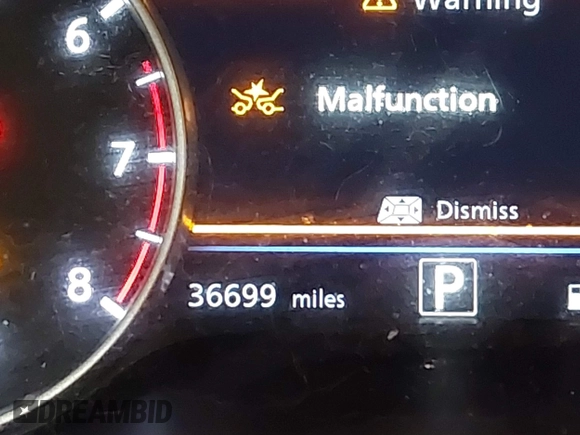 Warning
6
Malfunction
7
Dismiss
8
36699 miles
P
DREAMBID